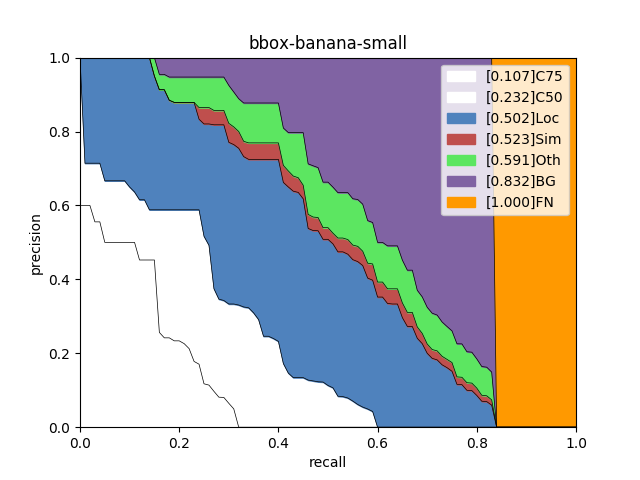 bbox-banana-small
1.0
0.8
0.6
0.4
0.2
0.0
precision
[0.107]C75
[0.232]C50
[0.502]Loc
[0.523]Sim
[0.591]Oth
[0.832]BG
[1.000]FN
0.0 0.2 0.4 0.6 0.8 1.0
recall